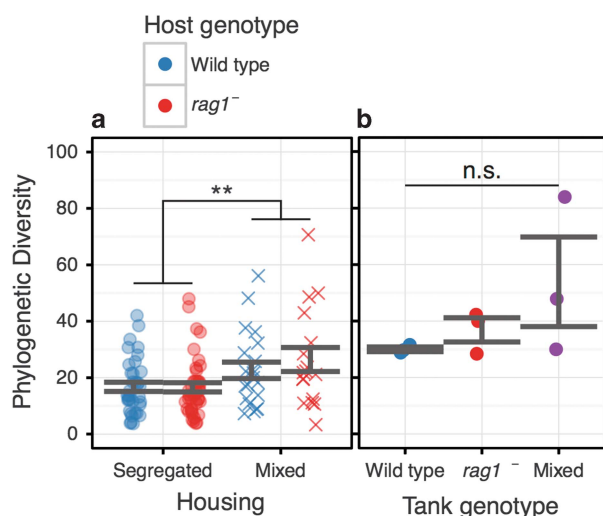 Host genotype
Wild type
rag1⁻
a
b
100
80
60
40
20
0
Phylogenetic Diversity
**
n.s.
Segregated Mixed
Housing
Wild type rag1 ⁻ Mixed
Tank genotype